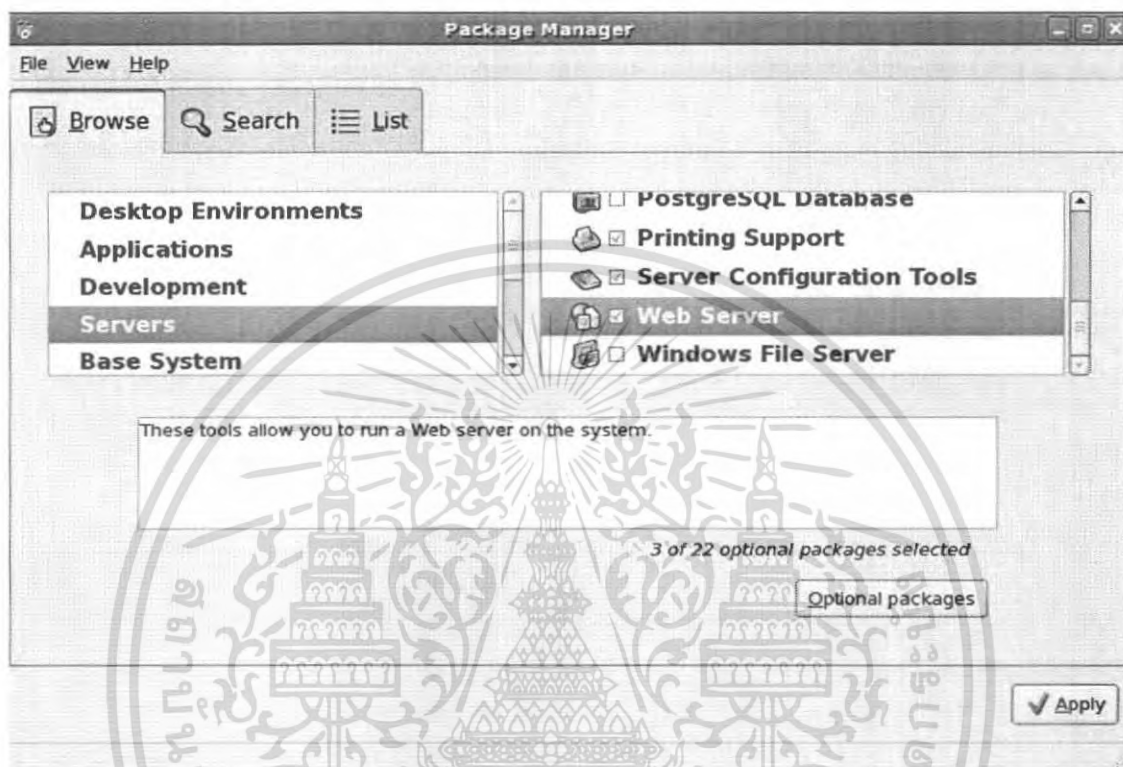 Package Manager
File View Help
Browse Search List
Desktop Environments
Applications
Development
Servers
Base System
PostgreSQL Database
Printing Support
Server Configuration Tools
Web Server
Windows File Server
These tools allow you to run a Web server on the system.
3 of 22 optional packages selected
Optional packages
Apply